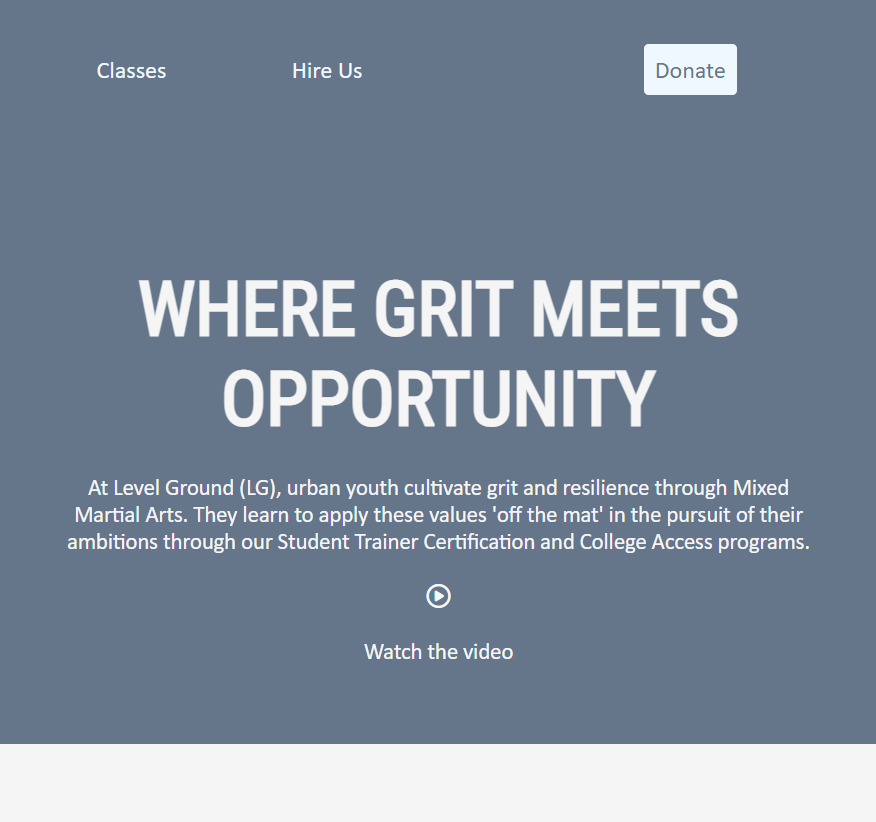 Classes Hire Us Donate
WHERE GRIT MEETS
OPPORTUNITY
At Level Ground (LG), urban youth cultivate grit and resilience through Mixed
Martial Arts. They learn to apply these values 'off the mat' in the pursuit of their
ambitions through our Student Trainer Certification and College Access programs.
Watch the video